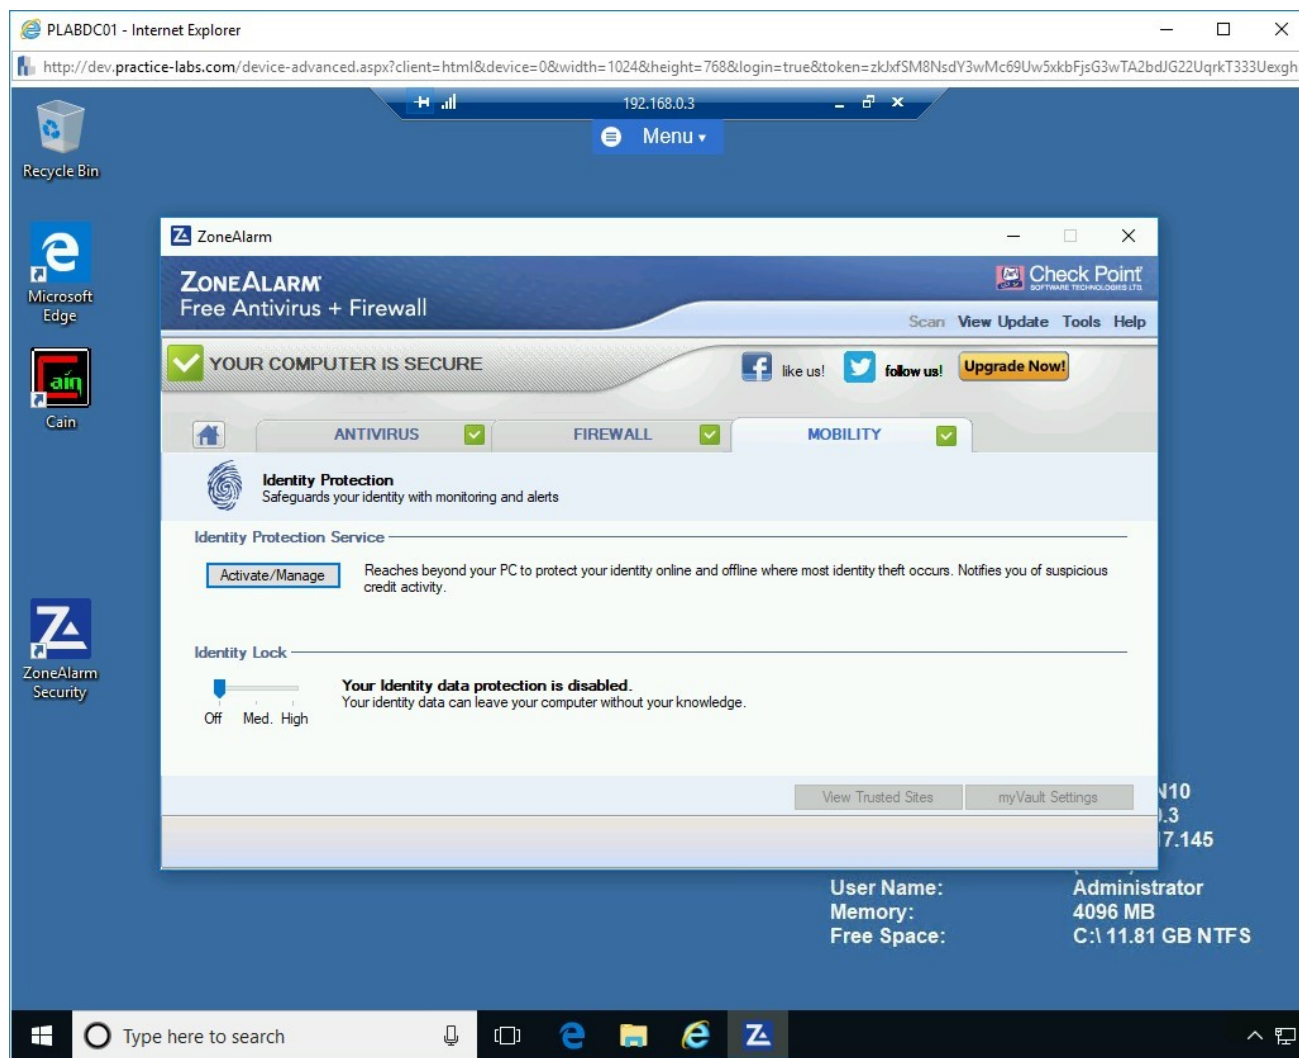 PLABDC01 - Internet Explorer
http://dev.practice-labs.com/device-advanced.aspx?client=html&device=0&width=1024&height=768&login=true&token=
192.168.0.3
Menu
Recycle Bin
Microsoft
Edge
Cain
Cain
ZoneAlarm
Security
ZoneAlarm
ZONEALARM
Free Antivirus + Firewall
Check Point
SOFTWARE TECHNOLOGIES LTD.
Scan View Update Tools Help
YOUR COMPUTER IS SECURE
like us! follow us! Upgrade Now!
ANTIVIRUS FIREWALL MOBILITY
Identity Protection
Safeguards your identity with monitoring and alerts
Identity Protection Service
Activate/Manage
Reaches beyond your PC to protect your identity online and offline where most identity theft occurs. Notifies you of suspicious
credit activity.
Identity Lock
Your Identity data protection is disabled.
Your identity data can leave your computer without your knowledge.
Off Med. High
View Trusted Sites myVault Settings
N10
.3
17.145
User Name: Administrator
Memory: 4096 MB
Free Space: C:\ 11.81 GB NTFS
Type here to search